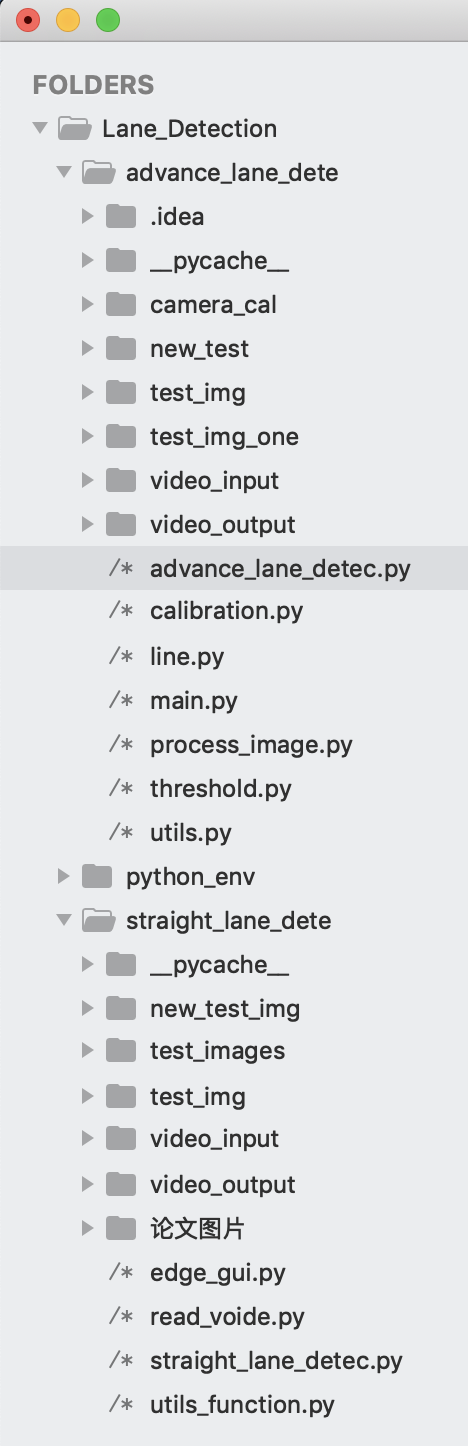 FOLDERS
Lane_Detection
advance_lane_dete
.idea
__pycache__
camera_cal
new_test
test_img
test_img_one
video_input
video_output
/* advance_lane_detec.py
/* calibration.py
/* line.py
/* main.py
/* process_image.py
/* threshold.py
/* utils.py
python_env
straight_lane_dete
__pycache__
new_test_img
test_images
test_img
video_input
video_output
论文图片
/* edge_gui.py
/* read_voide.py
/* straight_lane_detec.py
/* utils_function.py